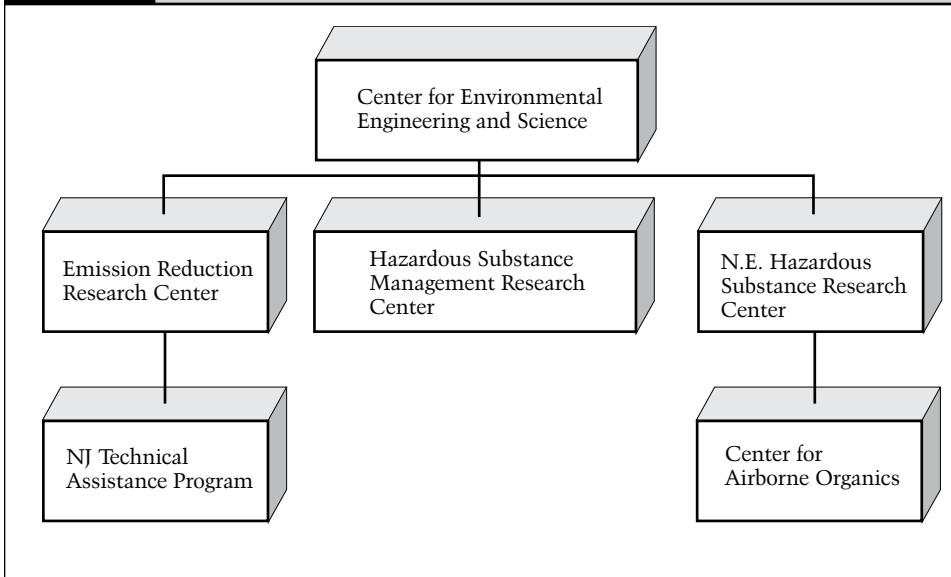 Center for Environmental
Engineering and Science
Emission Reduction
Research Center
Hazardous Substance
Management Research
Center
N.E. Hazardous
Substance Research
Center
NJ Technical
Assistance Program
Center for
Airborne Organics